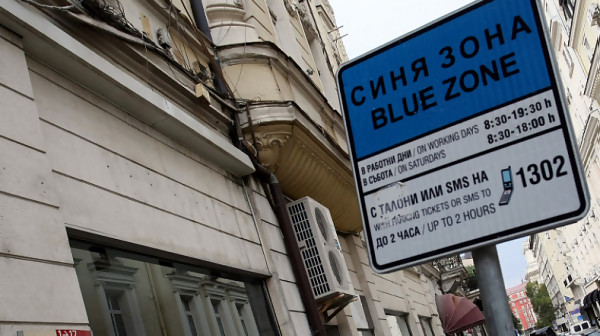 СИНЯ ЗОНА
BLUE ZONE
В РАБОТНИ ДНИ / ON WORKING DAYS 8:30-19:30 h
В СЪБОТА / ON SATURDAYS 8:30-18:00 h
С ТАЛОНИ ИЛИ SMS НА 1302
WITH PARKING TICKETS OR SMS TO
ДО 2 ЧАСА / UP TO 2 HOURS